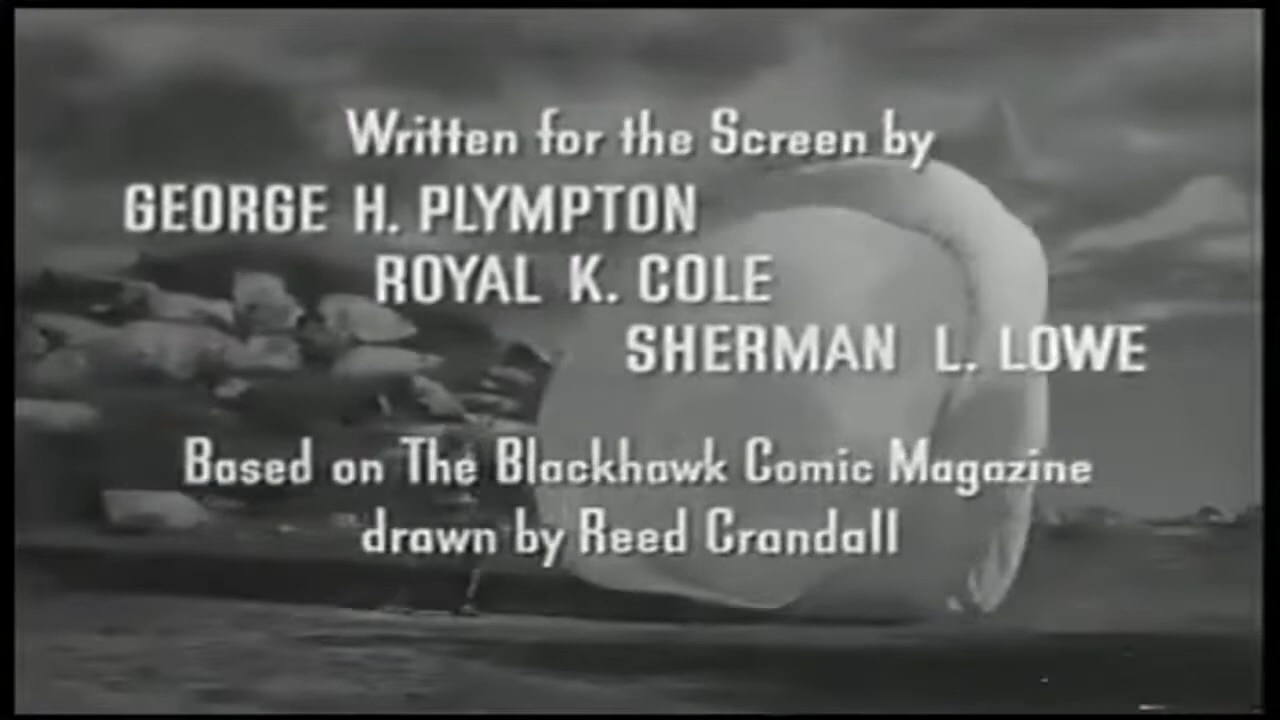 Written for the Screen by
GEORGE H. PLYMPTON
ROYAL K. COLE
SHERMAN L. LOWE
Based on The Blackhawk Comic Magazine
drawn by Reed Crandall